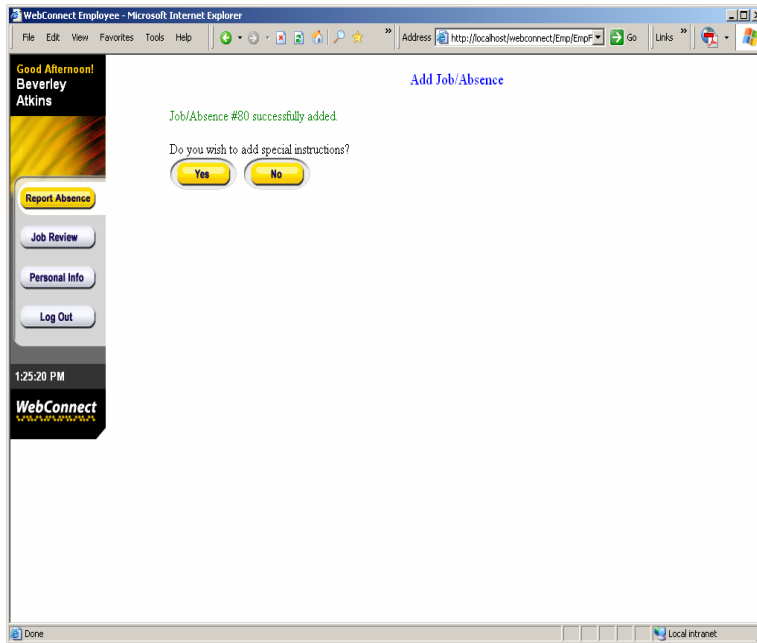 WebConnect Employee - Microsoft Internet Explorer
File Edit View Favorites Tools Help » Address http://localhost/webconnect/Emp/EmpF Go Links »
Good Afternoon!
Beverley
Atkins
Add Job/Absence
Job/Absence #80 successfully added.
Do you wish to add special instructions?
Yes No
Report Absence
Job Review
Personal Info
Log Out
1:25:20 PM
WebConnect
Done Local intranet